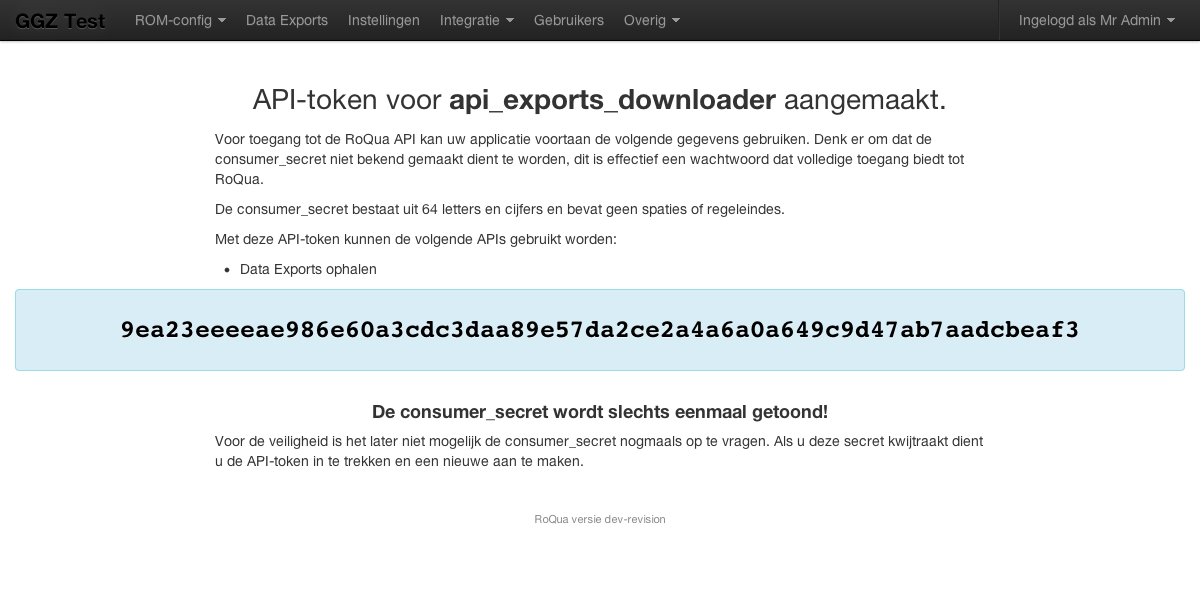 GGZ Test ROM-config Data Exports Instellingen Integratie Gebruikers Overig Ingelogd als Mr Admin
API-token voor api_exports_downloader aangemaakt.
Voor toegang tot de RoQua API kan uw applicatie voortaan de volgende gegevens gebruiken. Denk er om dat de
consumer_secret niet bekend gemaakt dient te worden, dit is effectief een wachtwoord dat volledige toegang biedt tot
RoQua.
De consumer_secret bestaat uit 64 letters en cijfers en bevat geen spaties of regeleindes.
Met deze API-token kunnen de volgende APIs gebruikt worden:
• Data Exports ophalen
9ea23eeeeae986e60a3cdc3daa89e57da2ce2a4a6a0a649c9d47ab7aadcbeaf3
De consumer_secret wordt slechts eenmaal getoond!
Voor de veiligheid is het later niet mogelijk de consumer_secret nogmaals op te vragen. Als u deze secret kwijtraakt dient
u de API-token in te trekken en een nieuwe aan te maken.
RoQua versie dev-revision